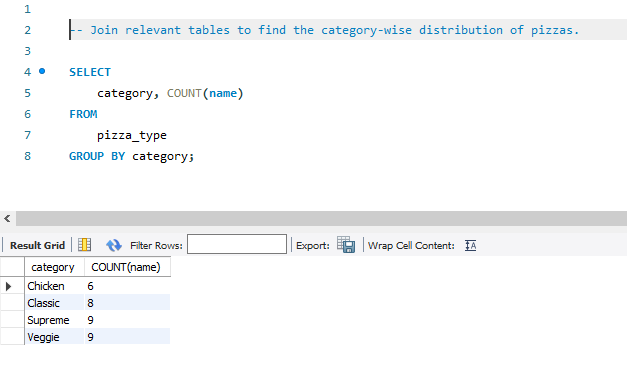 1
2 -- Join relevant tables to find the category-wise distribution of pizzas.
3
4 SELECT
5 category, COUNT(name)
6 FROM
7 pizza_type
8 GROUP BY category;
<
Result Grid Filter Rows: Export: Wrap Cell Content: IA
category COUNT(name)
Chicken 6
Classic 8
Supreme 9
Veggie 9